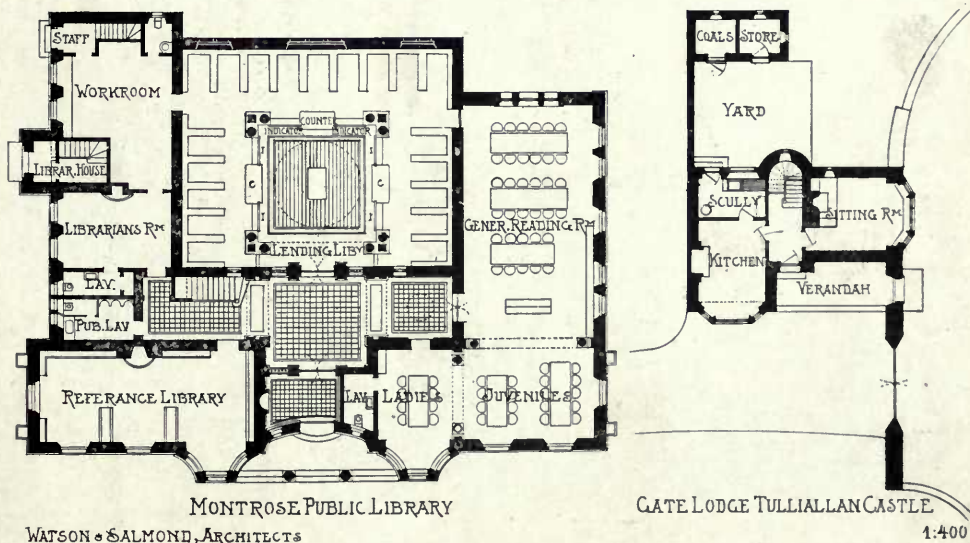 STAFF
WORKROOM
LIBRAR. HOUSE
LIBRARIANS RM
LAV.
PUB. LAV
REFERANCE LIBRARY
COUNTER
INDICATOR
INDICATOR
C
C
I
I
I
I
LENDING LIBY
GENER. READING RM
LAV
LADIES
JUVENILES
MONTROSE PUBLIC LIBRARY
WATSON & SALMOND, ARCHITECTS
COALS
STORE
YARD
SCULLY
SITTING RM
KITCHEN
VERANDAH
GATE LODGE TULLIALLAN CASTLE
1:400